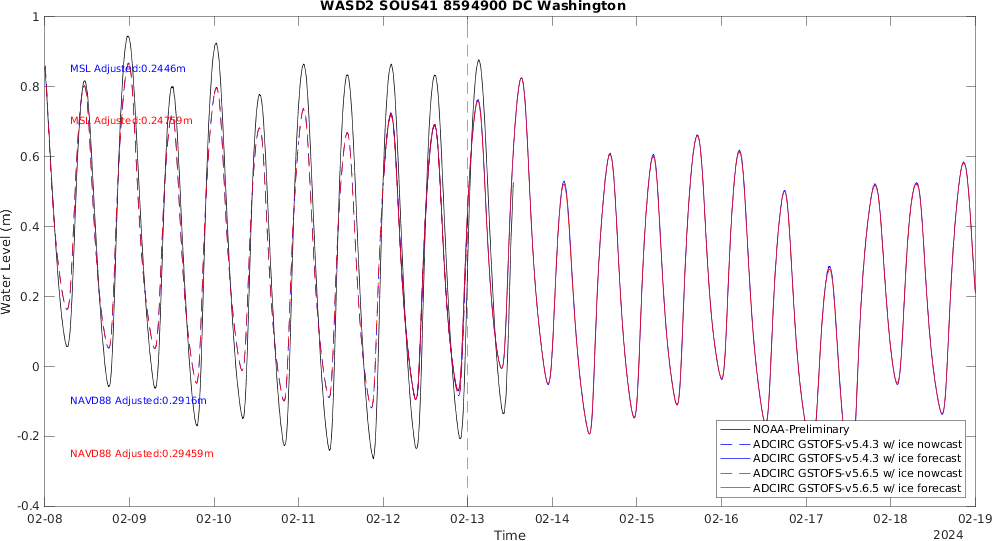 WASD2 SOUS41 8594900 DC Washington
Water Level (m)
1
0.8
0.6
0.4
0.2
0
-0.2
-0.4
MSL Adjusted:0.2446m
MSL Adjusted:0.24759m
NAVD88 Adjusted:0.2916m
NAVD88 Adjusted:0.29459m
NOAA-Preliminary
ADCIRC GSTOFS-v5.4.3 w/ ice nowcast
ADCIRC GSTOFS-v5.4.3 w/ ice forecast
ADCIRC GSTOFS-v5.6.5 w/ ice nowcast
ADCIRC GSTOFS-v5.6.5 w/ ice forecast
02-08 02-09 02-10 02-11 02-12 02-13 02-14 02-15 02-16 02-17 02-18 02-19
Time
2024